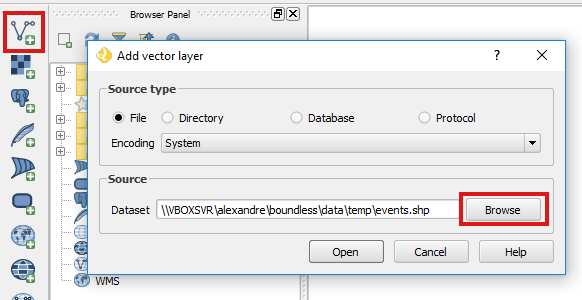 Browser Panel
Add vector layer
Source type
File
Directory
Database
Protocol
Encoding
System
Source
Dataset
\\VBOXSVR\alexandre\boundless\data\temp\events.shp
Browse
Open
Cancel
Help
WMS